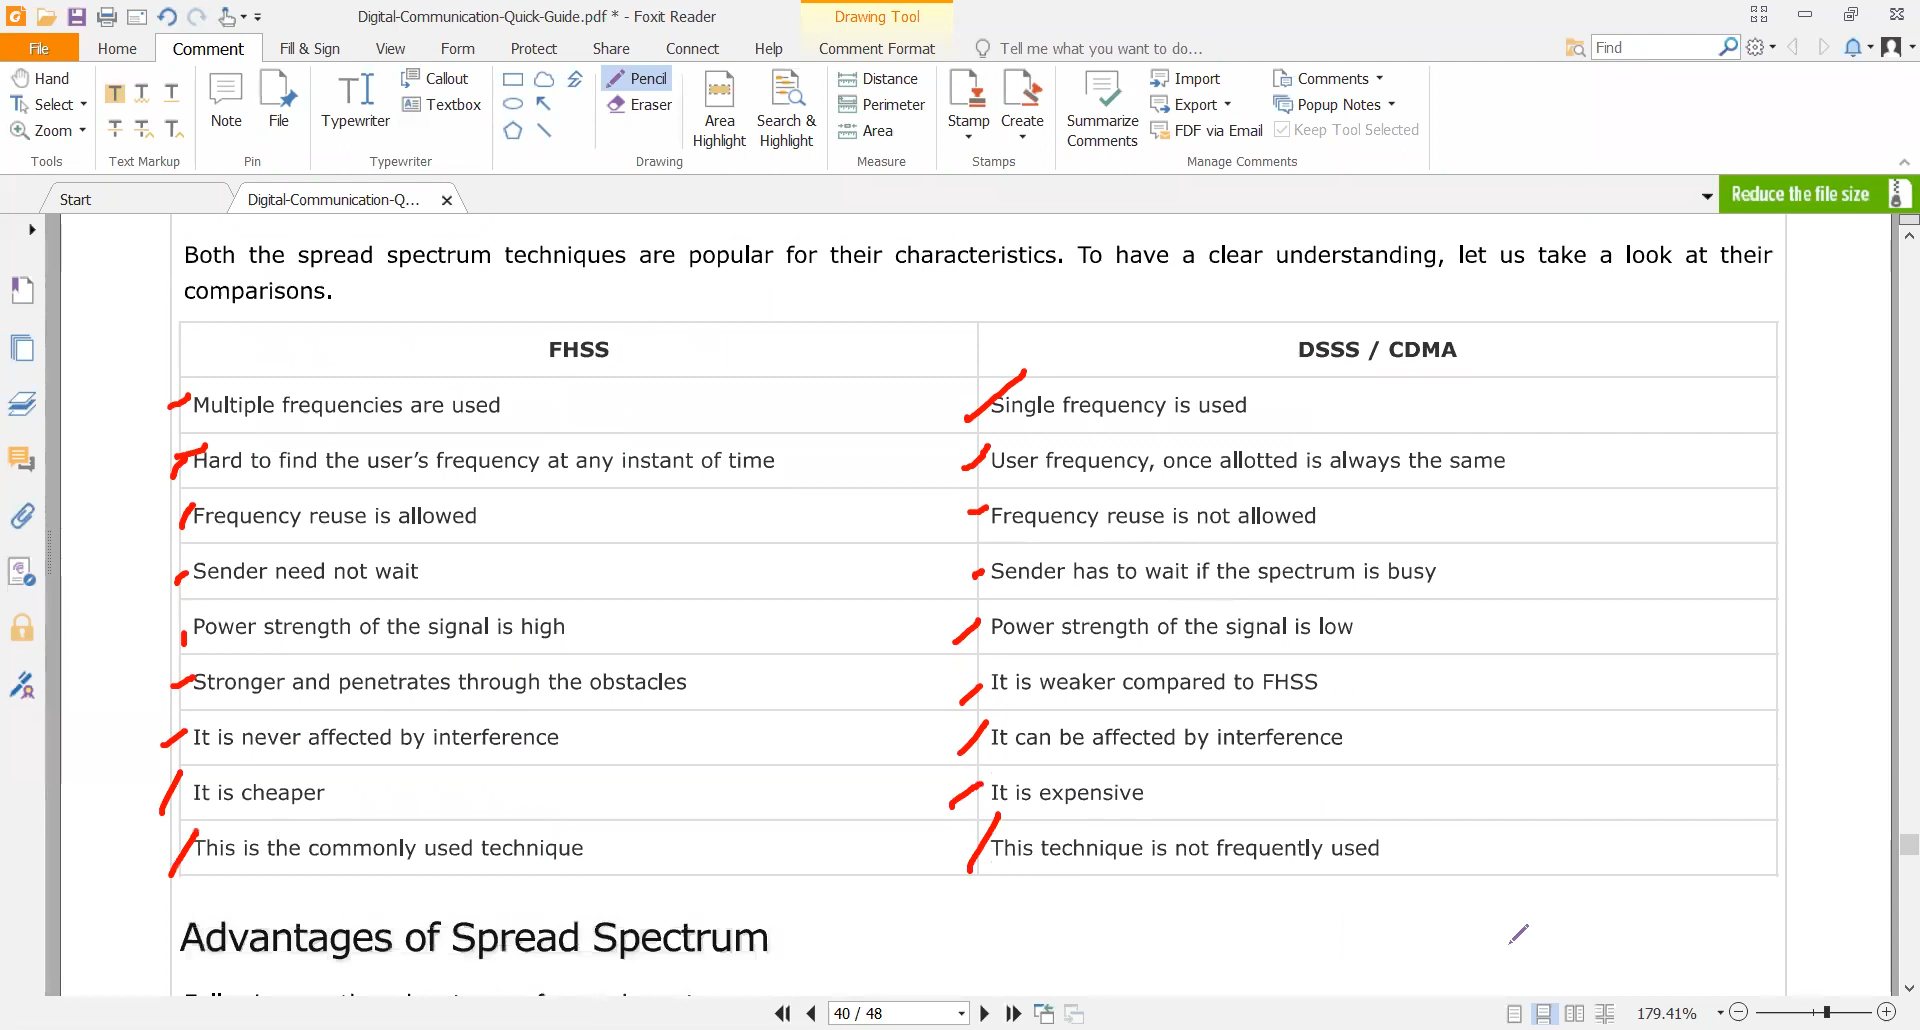 Digital-Communication-Quick-Guide.pdf * - Foxit Reader
Drawing Tool
File Home Comment Fill & Sign View Form Protect Share Connect Help Comment Format Tell me what you want to do... Find
Hand Select Zoom
Tools
Text Markup
Note File
Pin
Typewriter Callout Textbox
Typewriter
Pencil Eraser Area Highlight Search & Highlight
Drawing
Distance Perimeter Area
Measure
Stamp Create
Stamps
Summarize Comments Import Export FDF via Email Comments Popup Notes Keep Tool Selected
Manage Comments
Start Digital-Communication-Q... Reduce the file size
Both the spread spectrum techniques are popular for their characteristics. To have a clear understanding, let us take a look at their
comparisons.
FHSS DSSS / CDMA
Multiple frequencies are used Single frequency is used
Hard to find the user’s frequency at any instant of time User frequency, once allotted is always the same
Frequency reuse is allowed Frequency reuse is not allowed
Sender need not wait Sender has to wait if the spectrum is busy
Power strength of the signal is high Power strength of the signal is low
Stronger and penetrates through the obstacles It is weaker compared to FHSS
It is never affected by interference It can be affected by interference
It is cheaper It is expensive
This is the commonly used technique This technique is not frequently used
Advantages of Spread Spectrum
40 / 48 179.41%